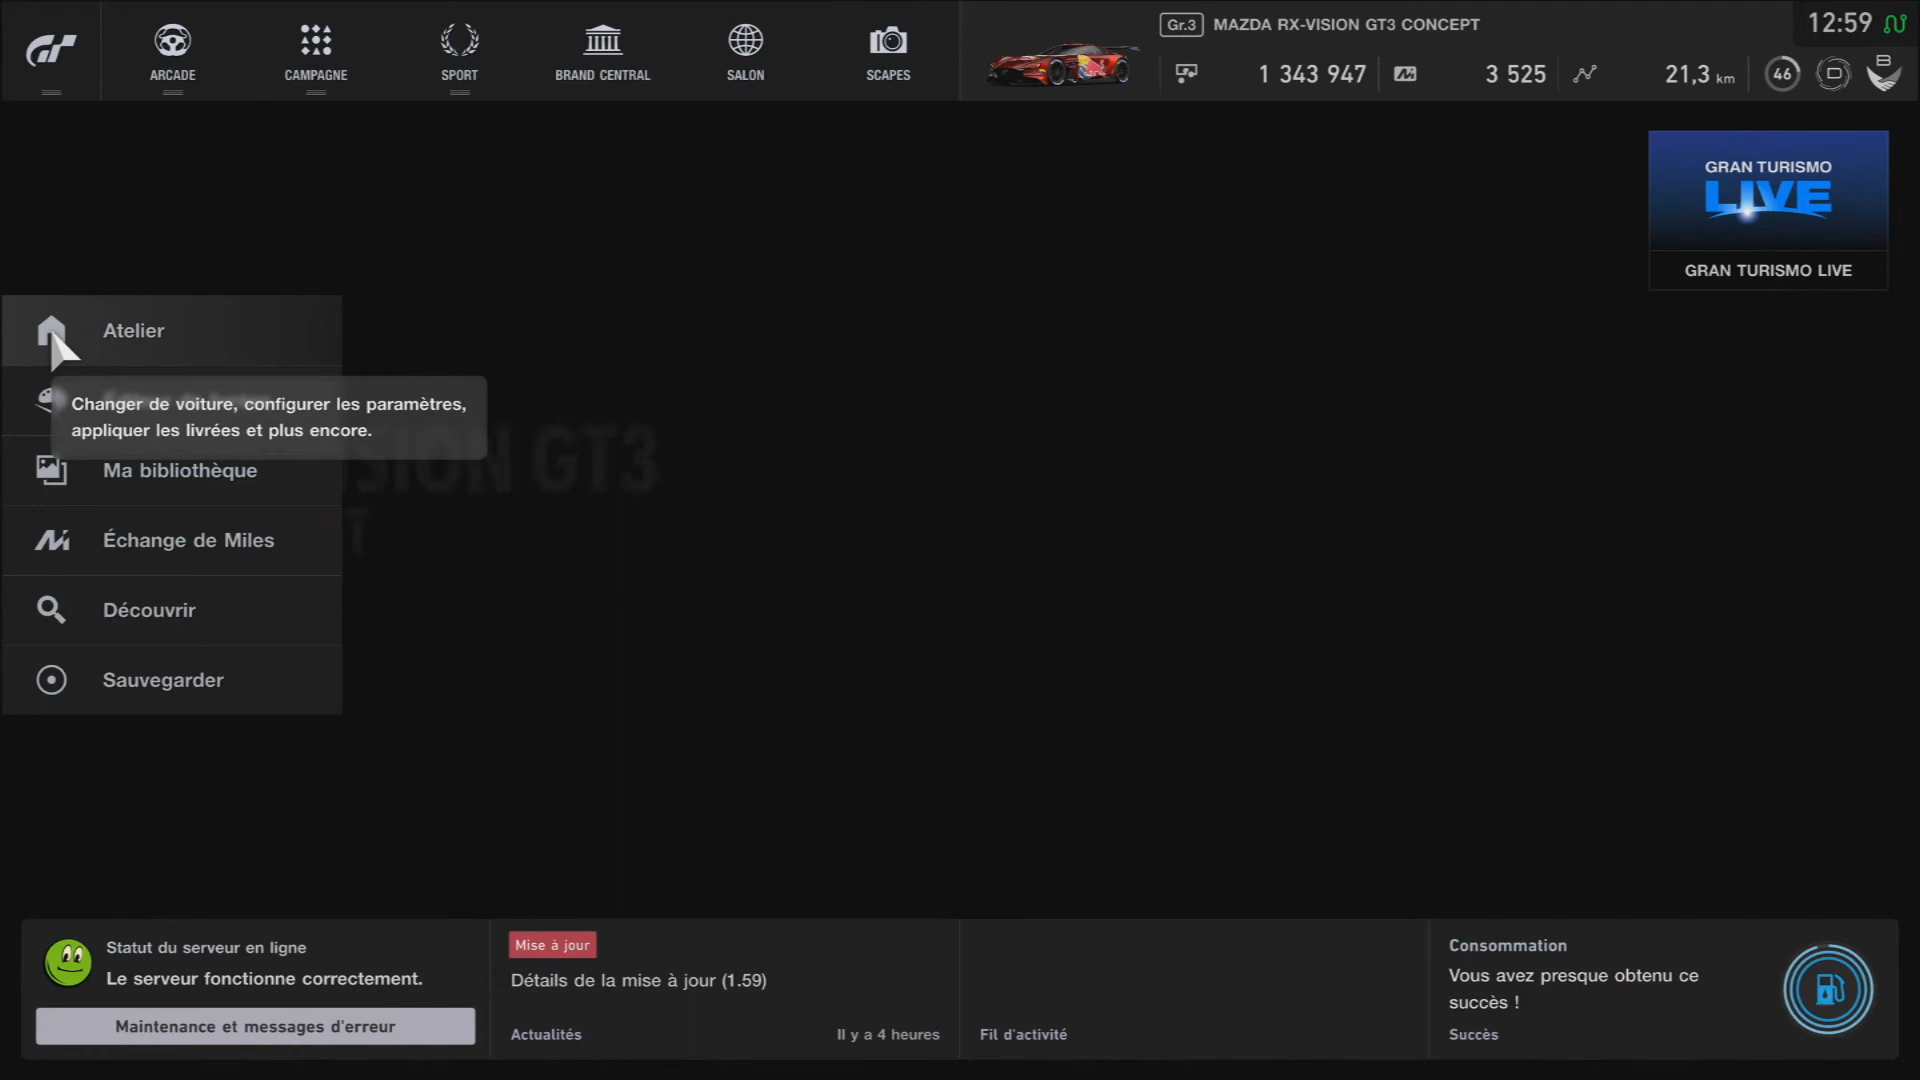 ARCADE
CAMPAGNE
SPORT
BRAND CENTRAL
SALON
SCAPES
Gr.3 MAZDA RX-VISION GT3 CONCEPT
12:59
1 343 947
3 525
21,3 km
46
D
B
GRAN TURISMO
LIVE
GRAN TURISMO LIVE
Atelier
Changer de voiture, configurer les paramètres,
appliquer les livrées et plus encore.
Ma bibliothèque
Échange de Miles
Découvrir
Sauvegarder
GT3
Statut du serveur en ligne
Le serveur fonctionne correctement.
Maintenance et messages d'erreur
Mise à jour
Détails de la mise à jour (1.59)
Actualités
Il y a 4 heures
Fil d'activité
Consommation
Vous avez presque obtenu ce
succès !
Succès